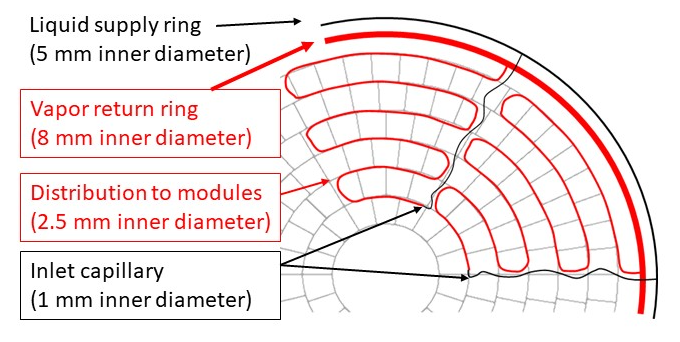 Liquid supply ring
(5 mm inner diameter)
Vapor return ring
(8 mm inner diameter)
Distribution to modules
(2.5 mm inner diameter)
Inlet capillary
(1 mm inner diameter)